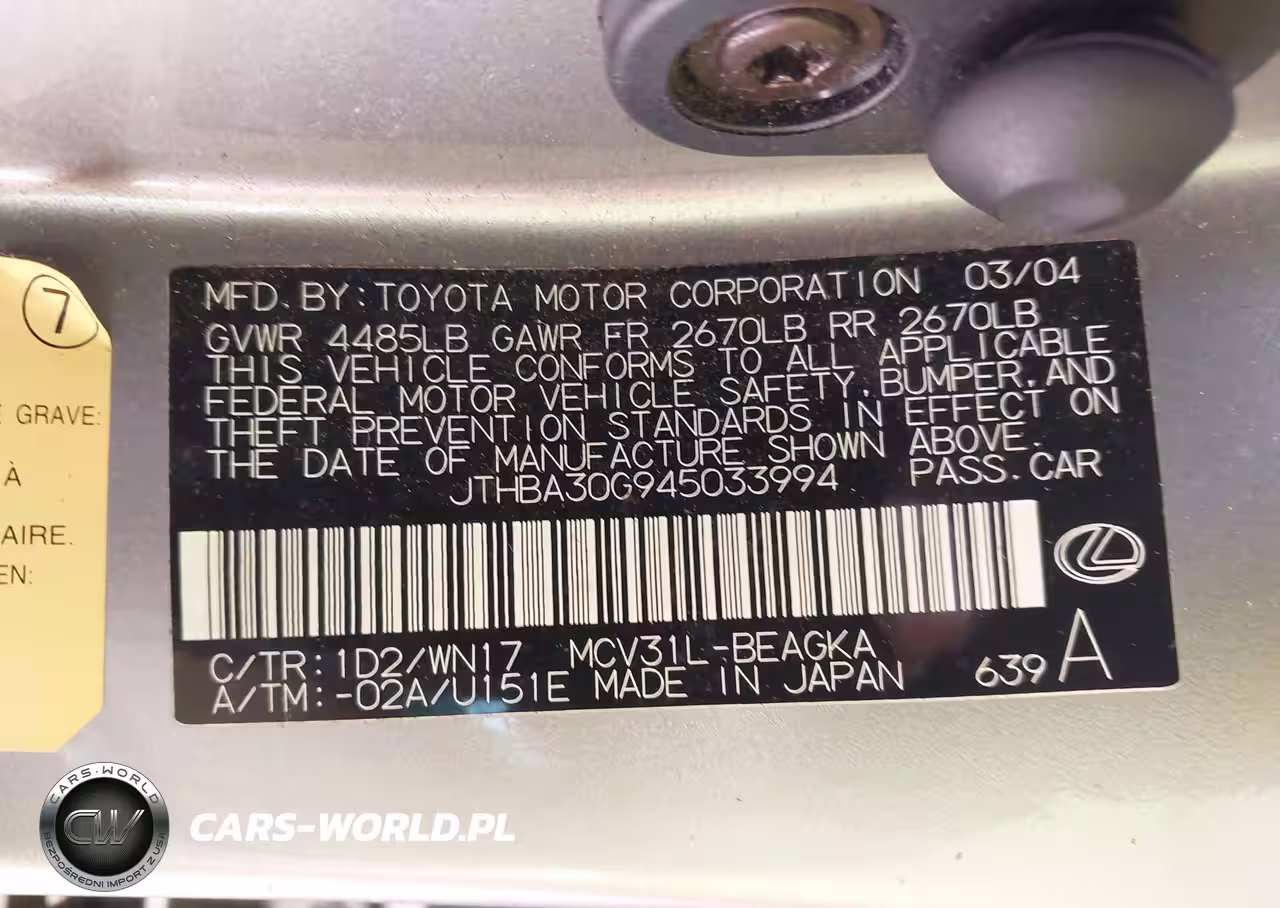 7
E GRAVE:
À
AIRE.
EN:
MFD. BY: TOYOTA MOTOR CORPORATION 03/04
GVWR 4485LB GAWR FR 2670LB RR 2670LB
THIS VEHICLE CONFORMS TO ALL APPLICABLE
FEDERAL MOTOR VEHICLE SAFETY, BUMPER, AND
THEFT PREVENTION STANDARDS IN EFFECT ON
THE DATE OF MANUFACTURE SHOWN ABOVE.
JTHBA30G945033994 PASS. CAR
C/TR: 1D2/WN17 MCV31L-BEAGKA
A/TM: -02A/U151E MADE IN JAPAN 639 A
CARS-WORLD
CW
BEZPOŚREDNI IMPORT Z USA
CARS-WORLD.PL